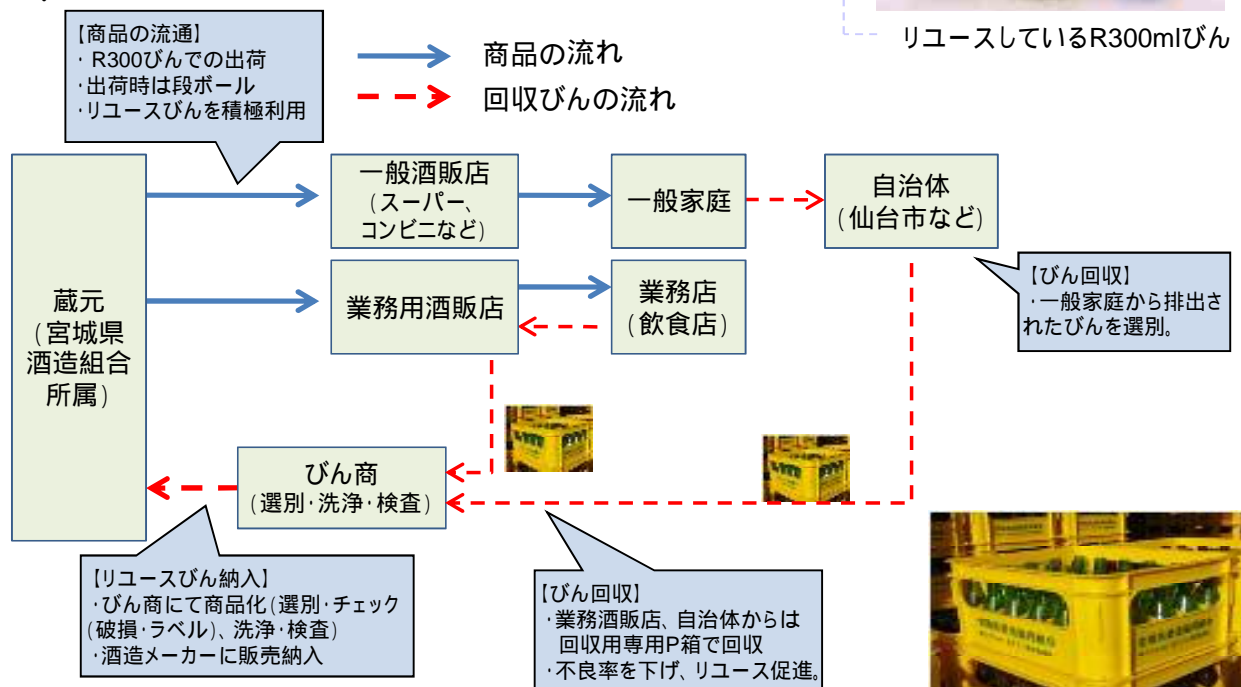 リユースしているR300mlびん
【商品の流通】
・R300びんでの出荷
・出荷時は段ボール
・リユースびんを積極利用
商品の流れ
回収びんの流れ
蔵元
(宮城県
酒造組合
所属)
一般酒販店
(スーパー、
コンビニなど)
一般家庭
自治体
(仙台市など)
業務用酒販店
業務店
(飲食店)
【びん回収】
・一般家庭から排出さ
れたびんを選別。
びん商
(選別・洗浄・検査)
【リユースびん納入】
・びん商にて商品化(選別・チェック
(破損・ラベル)、洗浄・検査)
・酒造メーカーに販売納入
【びん回収】
・業務酒販店、自治体からは
回収用専用P箱で回収
・不良率を下げ、リユース促進。